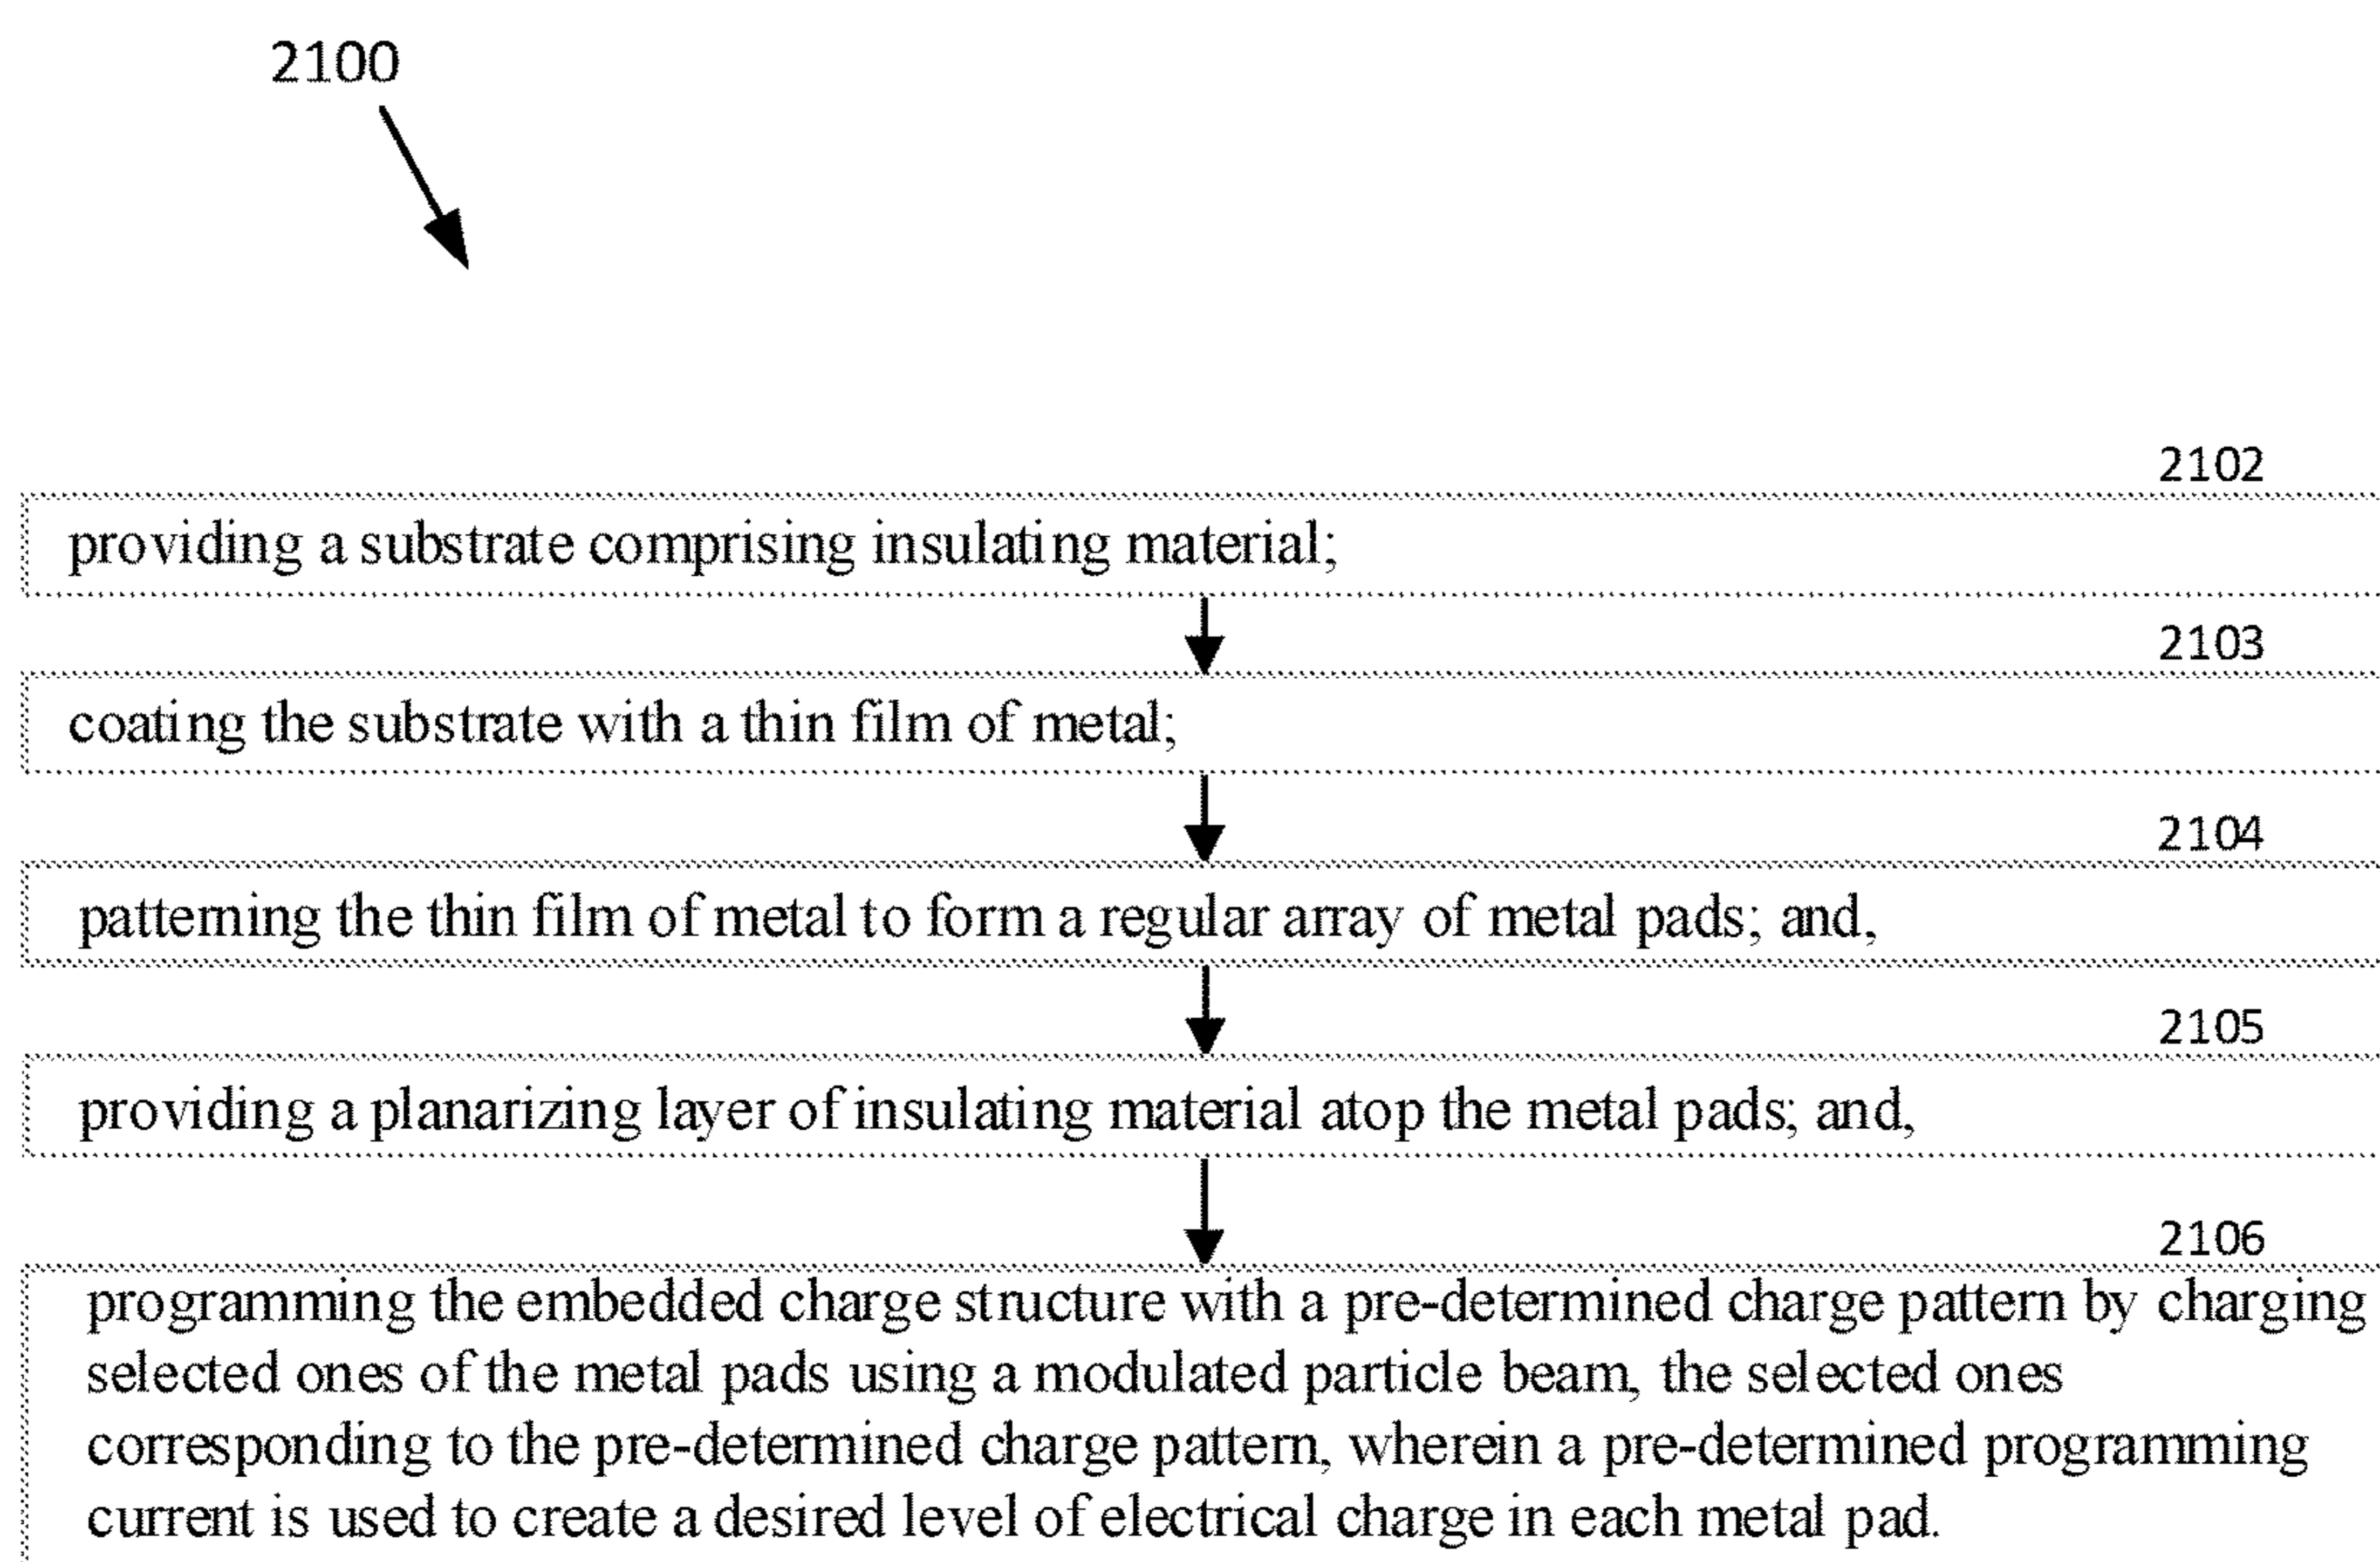 2100
2102
providing a substrate comprising insulating material;
2103
coating the substrate with a thin film of metal;
2104
patterning the thin film of metal to form a regular array of metal pads; and,
2105
providing a planarizing layer of insulating material atop the metal pads; and,
2106
programming the embedded charge structure with a pre-determined charge pattern by charging
selected ones of the metal pads using a modulated particle beam, the selected ones
corresponding to the pre-determined charge pattern, wherein a pre-determined programming
current is used to create a desired level of electrical charge in each metal pad.